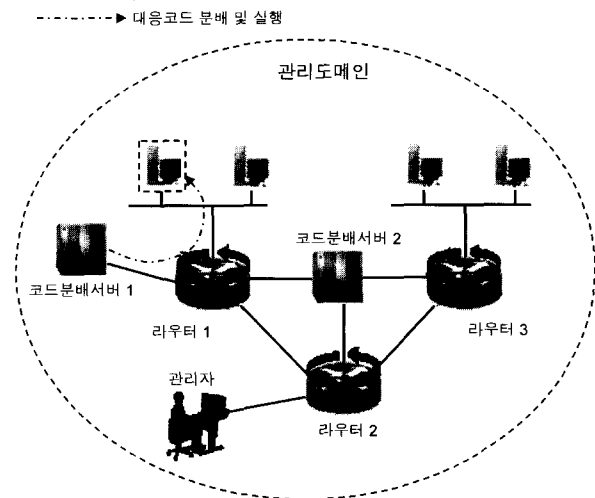 대응코드 분배 및 실행
관리도메인
코드분배서버 2
코드분배서버 1
라우터 1
라우터 3
관리자
라우터 2